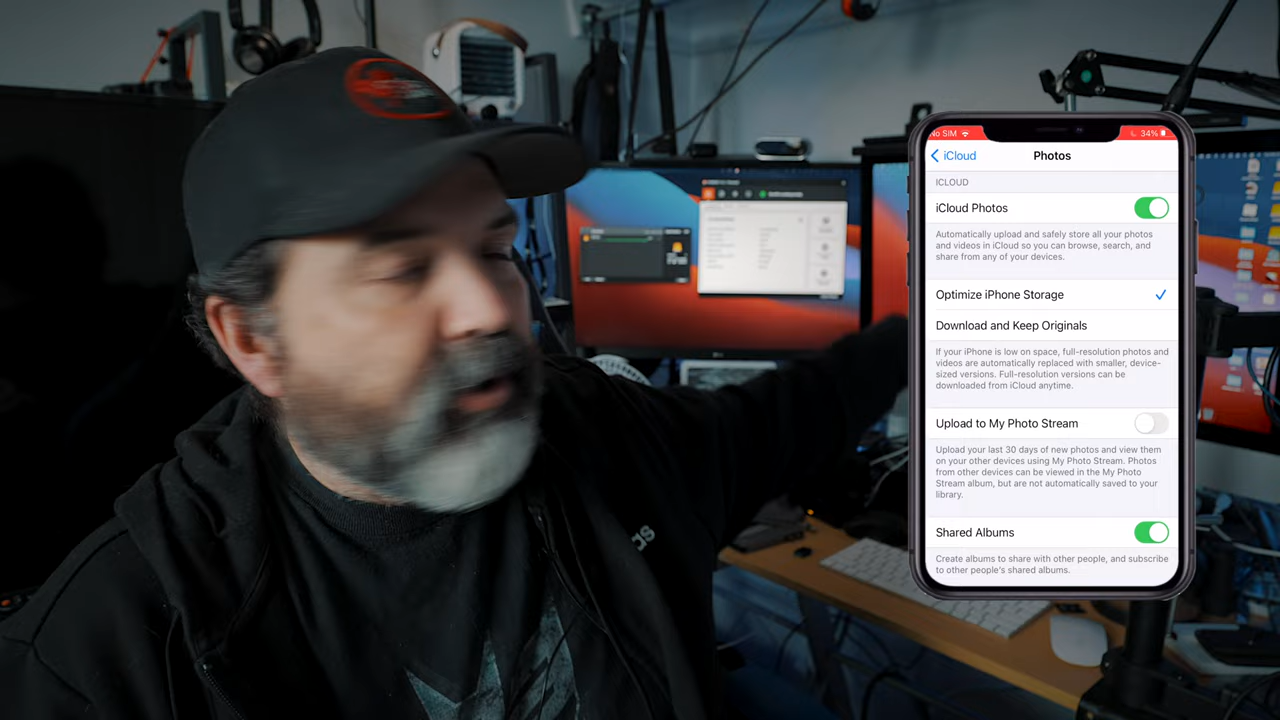 No SIM
34%
iCloud
Photos
ICLOUD
iCloud Photos
Automatically upload and safely store all your photos
and videos in iCloud so you can browse, search, and
share from any of your devices.
Optimize iPhone Storage
Download and Keep Originals
If your iPhone is low on space, full-resolution photos and
videos are automatically replaced with smaller, device-
sized versions. Full-resolution versions can be
downloaded from iCloud anytime.
Upload to My Photo Stream
Upload your last 30 days of new photos and view them
on your other devices using My Photo Stream. Photos
from other devices can be viewed in the My Photo
Stream album, but are not automatically saved to your
library.
Shared Albums
Create albums to share with other people, and subscribe
to other people's shared albums.